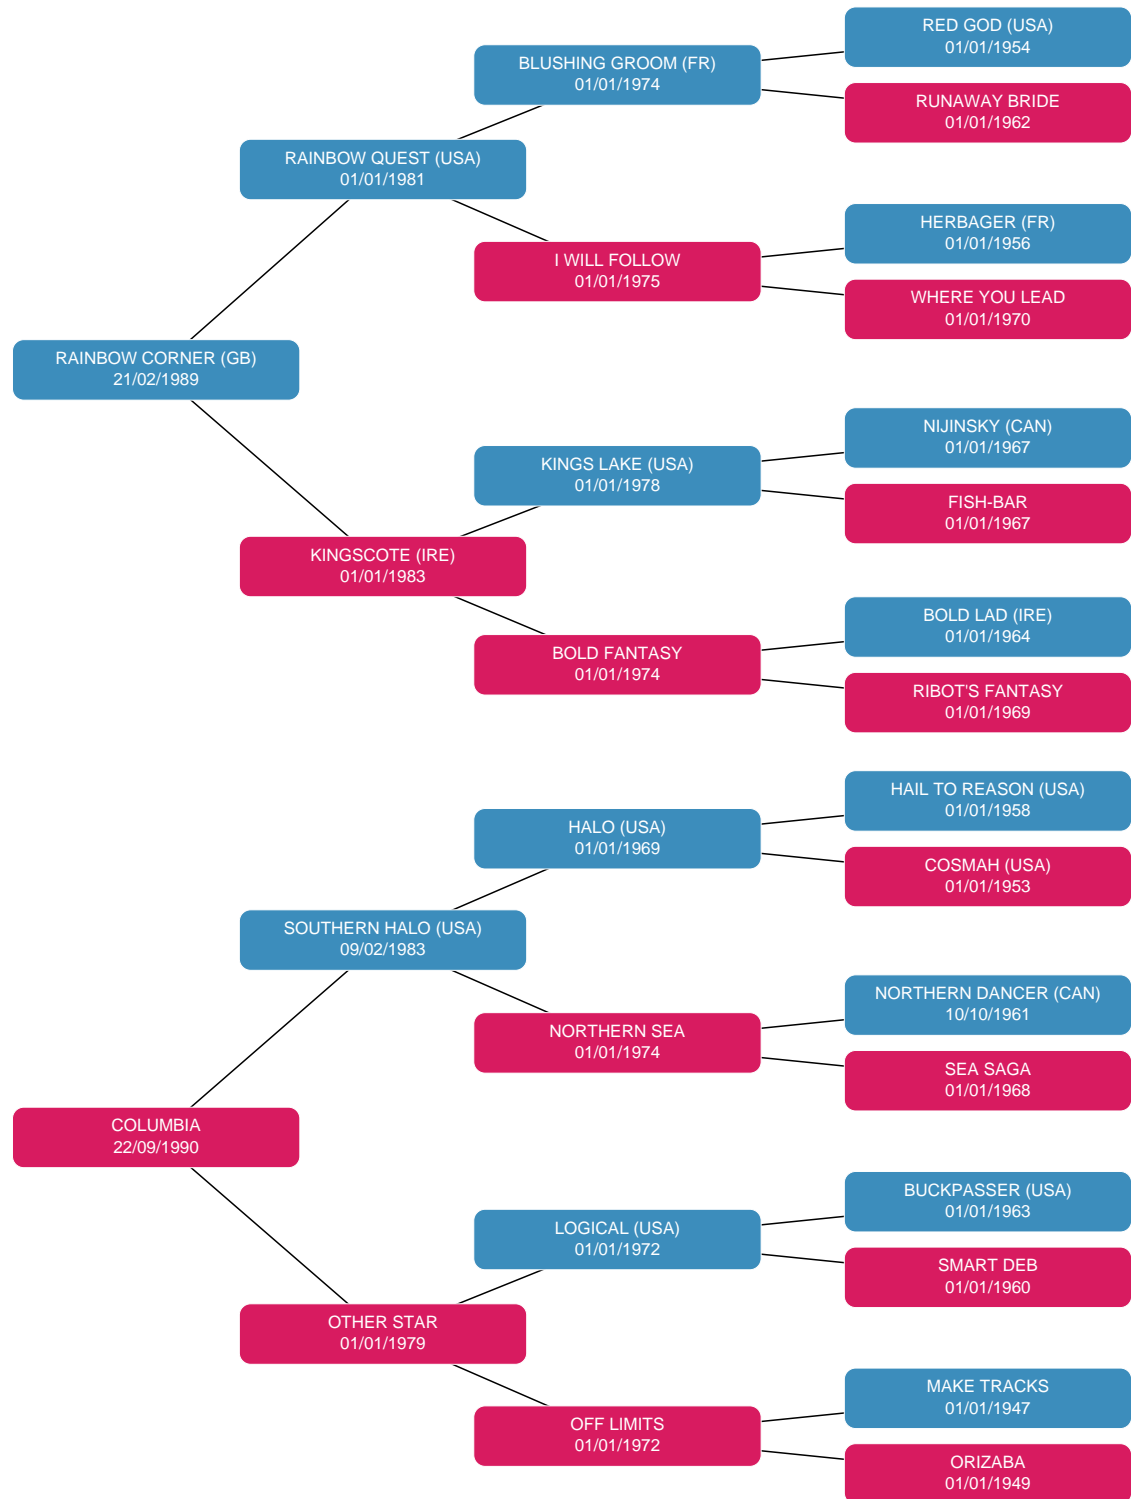 RED GOD (USA)
01/01/1954
BLUSHING GROOM (FR)
01/01/1974
RUNAWAY BRIDE
01/01/1962
RAINBOW QUEST (USA)
01/01/1981
HERBAGER (FR)
01/01/1956
I WILL FOLLOW
01/01/1975
WHERE YOU LEAD
01/01/1970
RAINBOW CORNER (GB)
21/02/1989
NIJINSKY (CAN)
01/01/1967
KINGS LAKE (USA)
01/01/1978
FISH-BAR
01/01/1967
KINGSCOTE (IRE)
01/01/1983
BOLD LAD (IRE)
01/01/1964
BOLD FANTASY
01/01/1974
RIBOT'S FANTASY
01/01/1969
HAIL TO REASON (USA)
01/01/1958
HALO (USA)
01/01/1969
COSMAH (USA)
01/01/1953
SOUTHERN HALO (USA)
09/02/1983
NORTHERN DANCER (CAN)
10/10/1961
NORTHERN SEA
01/01/1974
SEA SAGA
01/01/1968
COLUMBIA
22/09/1990
BUCKPASSER (USA)
01/01/1963
LOGICAL (USA)
01/01/1972
SMART DEB
01/01/1960
OTHER STAR
01/01/1979
MAKE TRACKS
01/01/1947
OFF LIMITS
01/01/1972
ORIZABA
01/01/1949